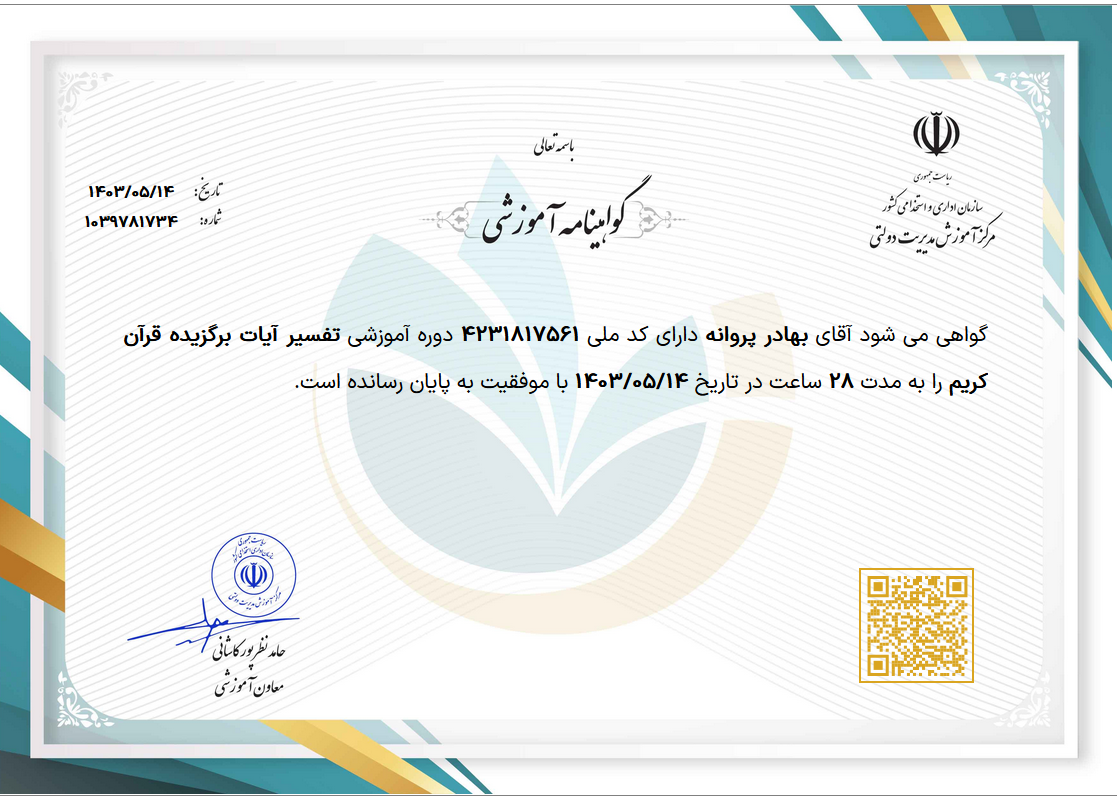 باسمه تعالی
ریاست جمهوری
سازمان اداری و استخدامی کشور
مرکز آموزش مدیریت دولتی
تاریخ: ۱۴۰۳/۰۵/۱۴
شماره: ۱۰۳۹۷۸۱۷۳۴
گواهینامه آموزشی
گواهی می شود آقای بهادر پروانه دارای کد ملی ۴۲۳۱۸۱۷۵۶۱ دوره آموزشی تفسیر آیات برگزیده قرآن
کریم را به مدت ۲۸ ساعت در تاریخ ۱۴۰۳/۰۵/۱۴ با موفقیت به پایان رسانده است.
ریاست جمهوری
سازمان اداری و استخدامی کشور
مرکز آموزش مدیریت دولتی
حامد نظرپور کاشانی
معاون آموزشی